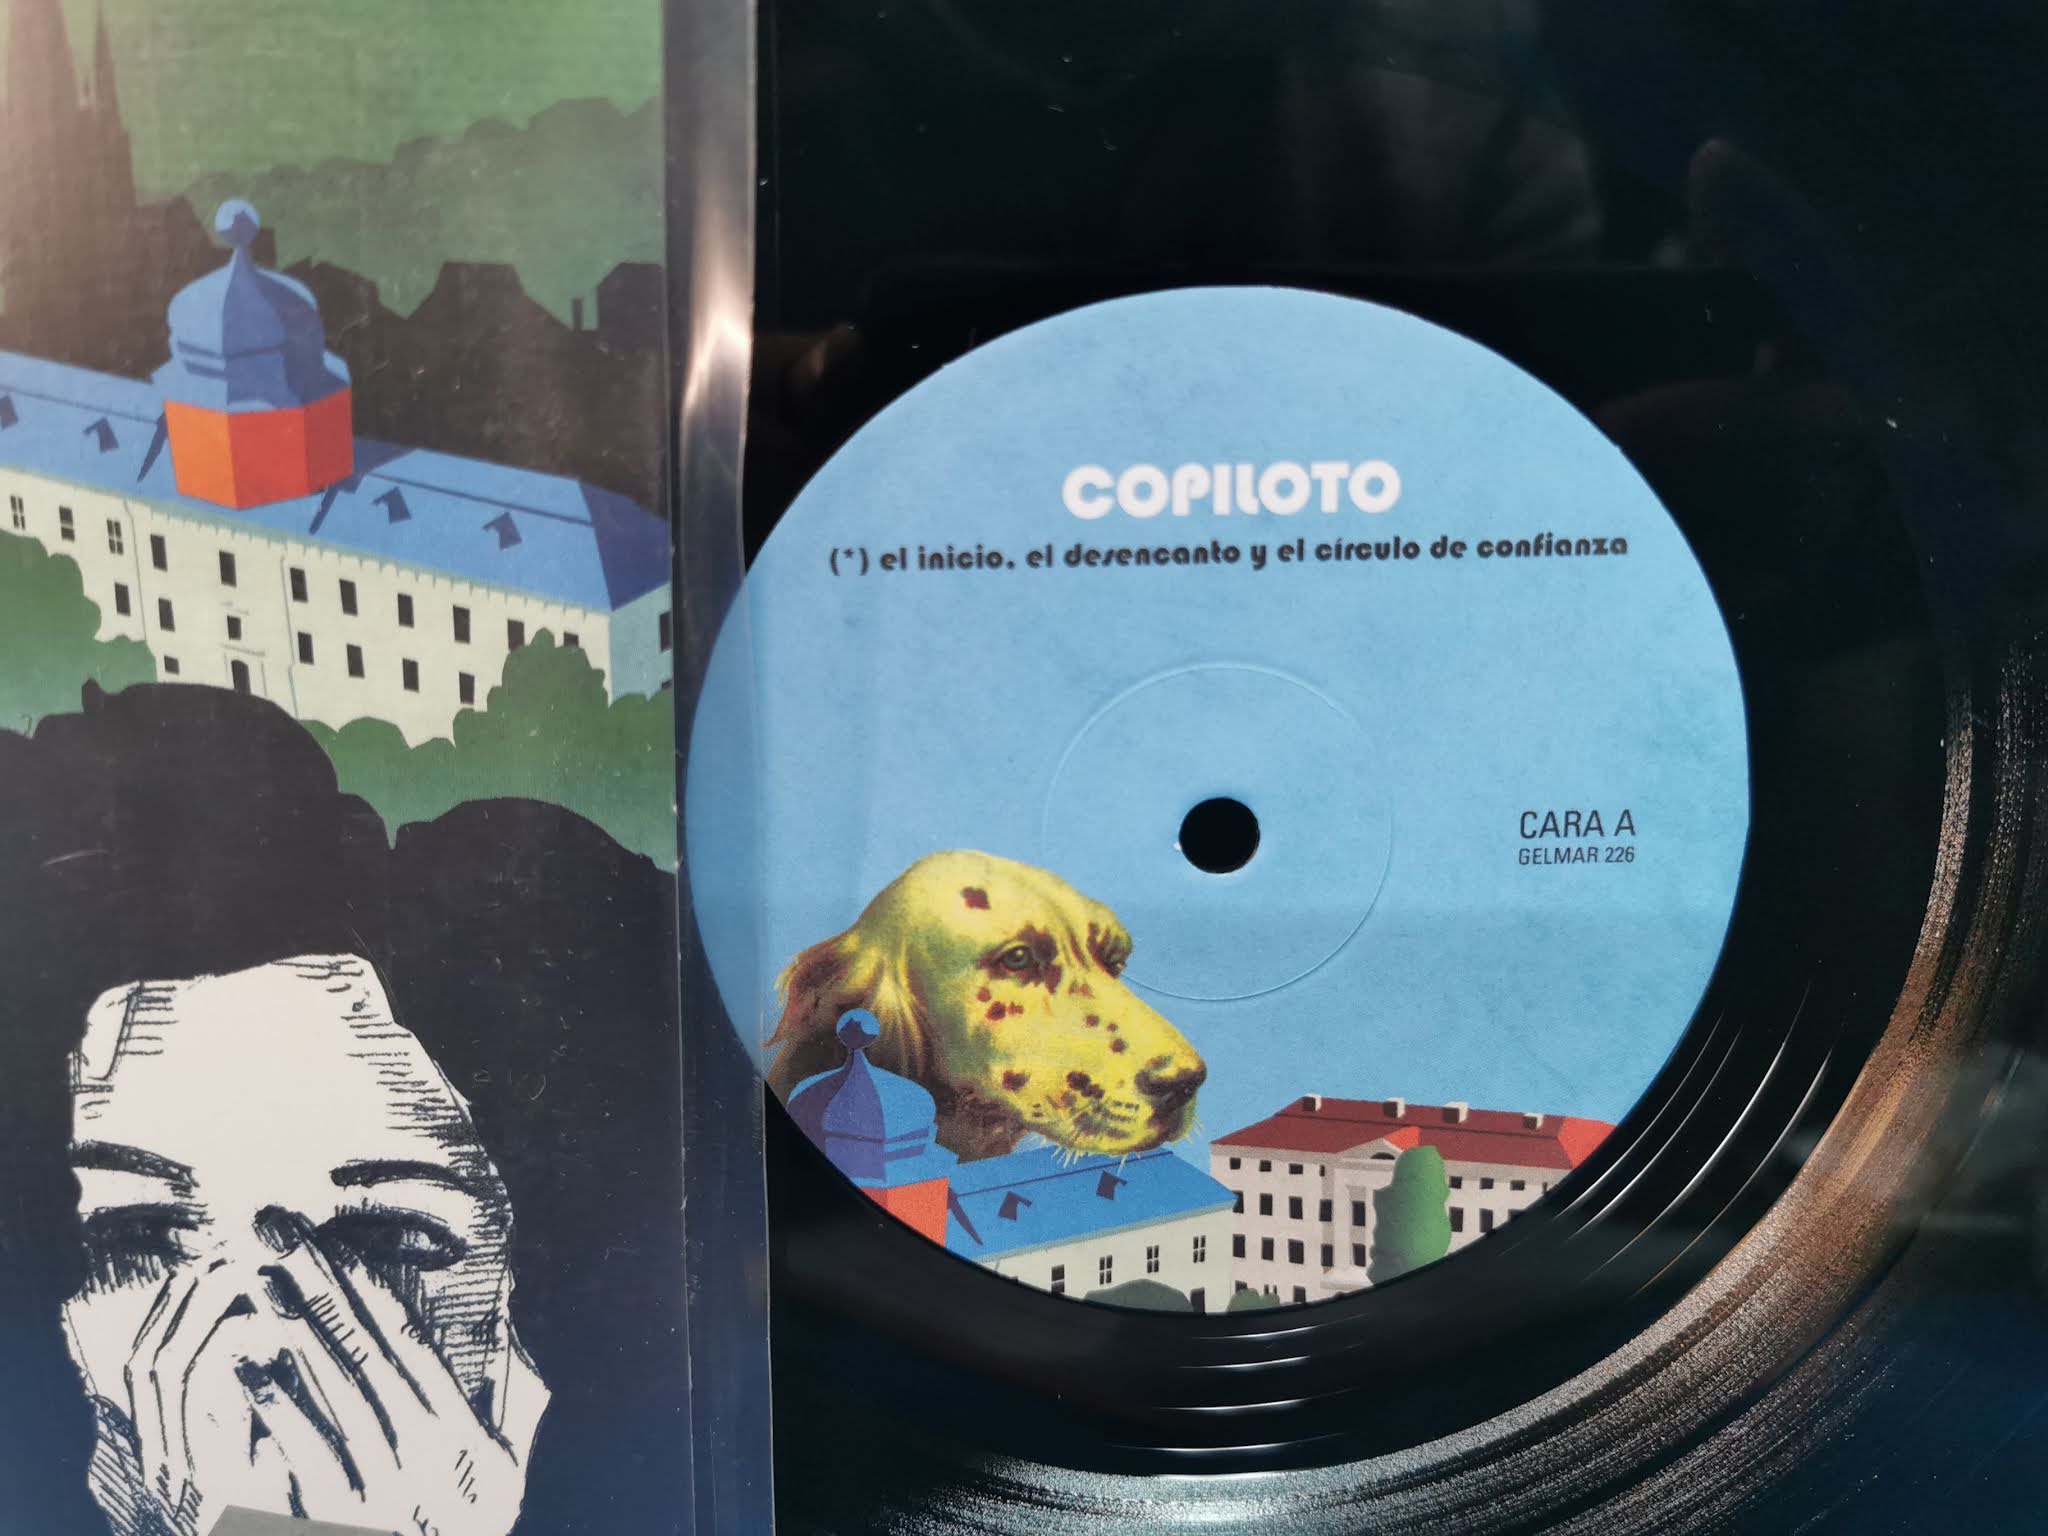 COPILOTO
(*) el inicio, el desencanto y el círculo de confianza
CARA A
GELMAR 226